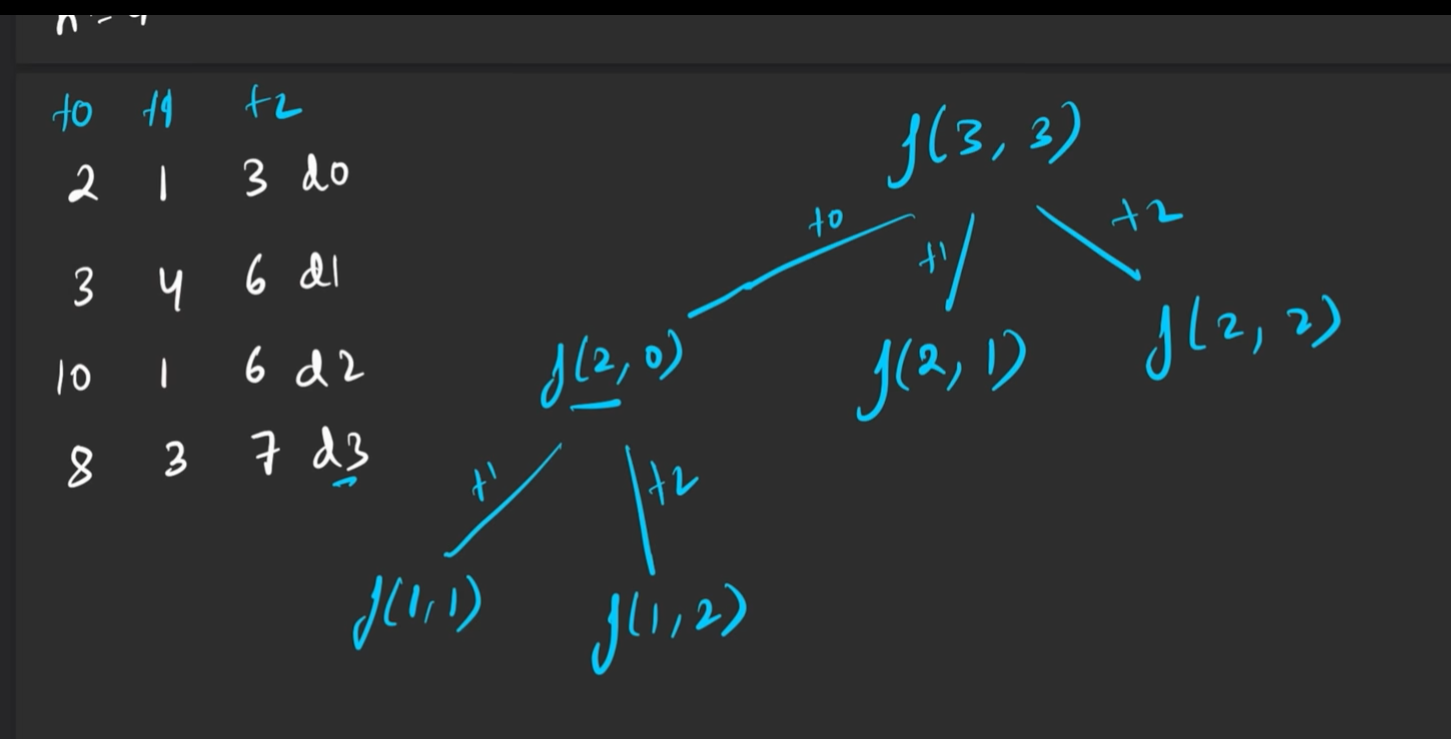 t0 t1 t2
2 1 3 d0
3 4 6 d1
10 1 6 d2
8 3 7 d3
f(3, 3)
t0 t1 t2
f(2, 0) f(2, 1) f(2, 2)
t1 t2
f(1, 1) f(1, 2)